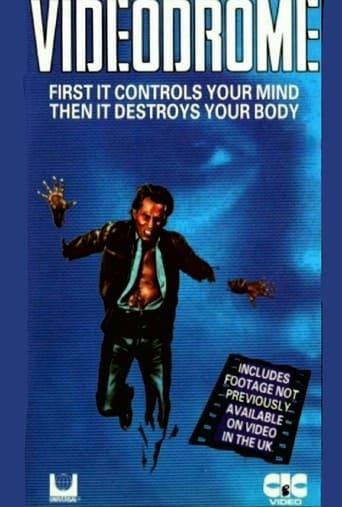 VIDEODROME
FIRST IT CONTROLS YOUR MIND
THEN IT DESTROYS YOUR BODY
INCLUDES
FOOTAGE NOT
PREVIOUSLY
AVAILABLE
ON VIDEO
IN THE UK
CIC
VIDEO